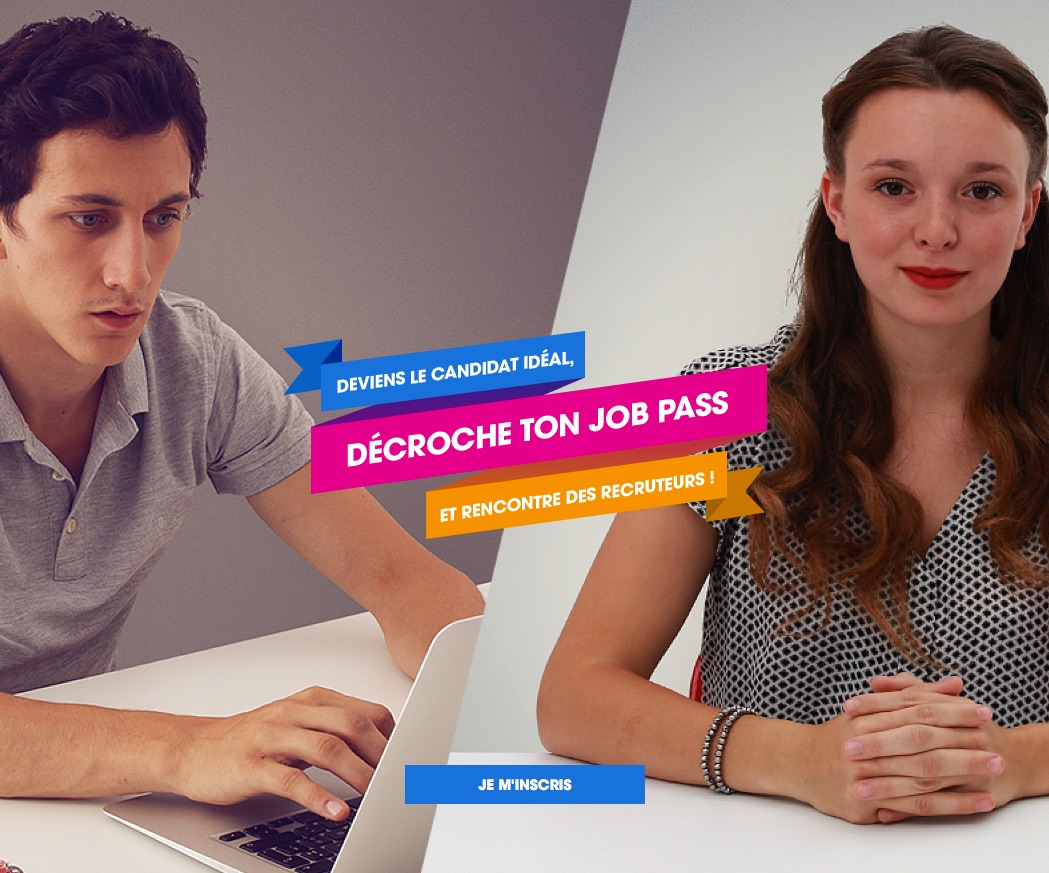 DEVIENS LE CANDIDAT IDÉAL,
DÉCROCHE TON JOB PASS
ET RENCONTRE DES RECRUTEURS !
JE M'INSCRIS